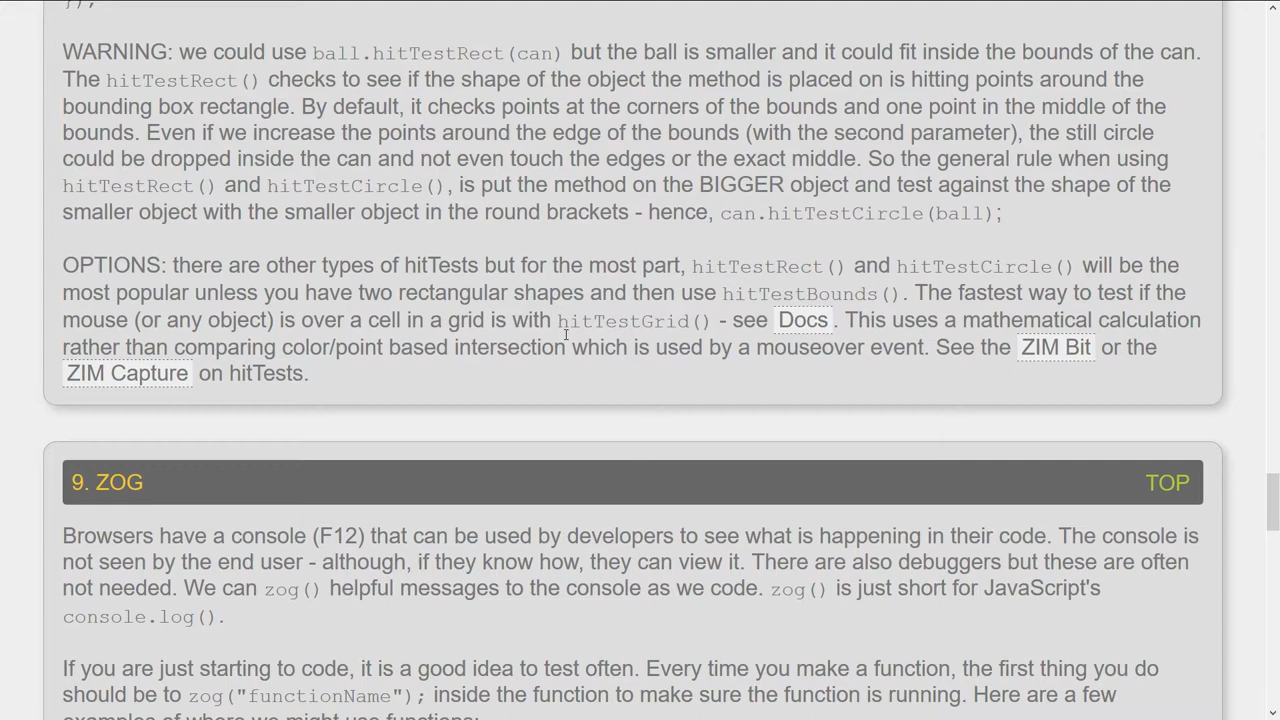 });
WARNING: we could use ball.hitTestRect(can) but the ball is smaller and it could fit inside the bounds of the can.
The hitTestRect() checks to see if the shape of the object the method is placed on is hitting points around the
bounding box rectangle. By default, it checks points at the corners of the bounds and one point in the middle of the
bounds. Even if we increase the points around the edge of the bounds (with the second parameter), the still circle
could be dropped inside the can and not even touch the edges or the exact middle. So the general rule when using
hitTestRect() and hitTestCircle(), is put the method on the BIGGER object and test against the shape of the
smaller object with the smaller object in the round brackets - hence, can.hitTestCircle(ball);
OPTIONS: there are other types of hitTests but for the most part, hitTestRect() and hitTestCircle() will be the
most popular unless you have two rectangular shapes and then use hitTestBounds(). The fastest way to test if the
mouse (or any object) is over a cell in a grid is with hitTestGrid() - see Docs. This uses a mathematical calculation
rather than comparing color/point based intersection which is used by a mouseover event. See the ZIM Bit or the
ZIM Capture on hitTests.
9. ZOG
TOP
Browsers have a console (F12) that can be used by developers to see what is happening in their code. The console is
not seen by the end user - although, if they know how, they can view it. There are also debuggers but these are often
not needed. We can zog() helpful messages to the console as we code. zog() is just short for JavaScript's
console.log().
If you are just starting to code, it is a good idea to test often. Every time you make a function, the first thing you do
should be to zog("functionName"); inside the function to make sure the function is running. Here are a few
examples of where we might use functions: